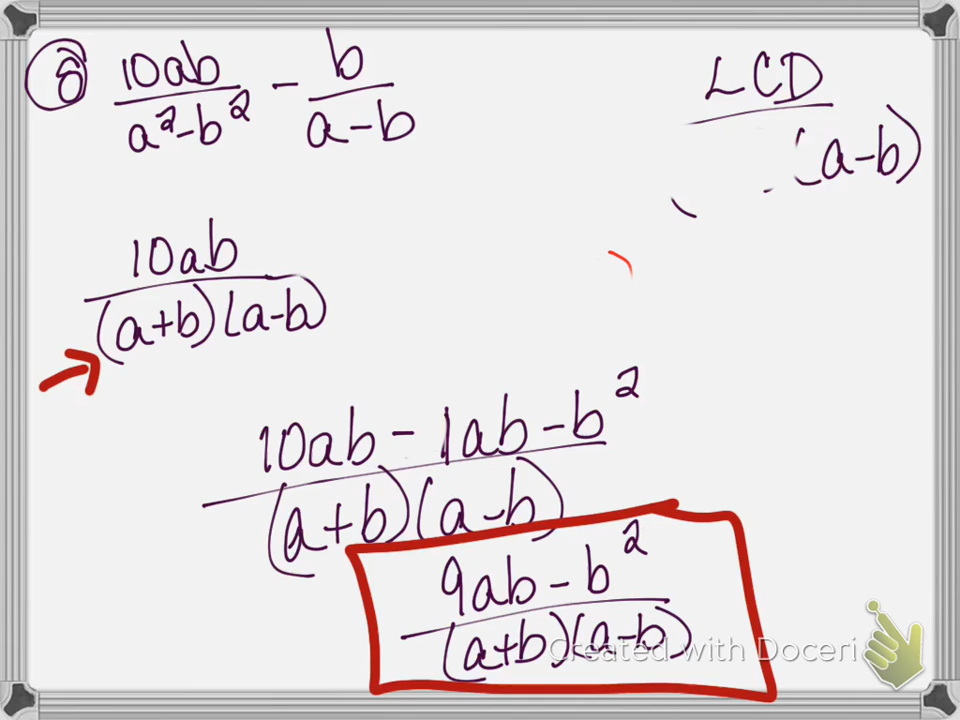 8 10ab/(a²-b²) - b/(a-b)
LCD
(a-b)
10ab/((a+b)(a-b))
(10ab - 1ab - b²)/((a+b)(a-b))
(9ab - b²)/((a+b)(a-b))
Created with Doceri